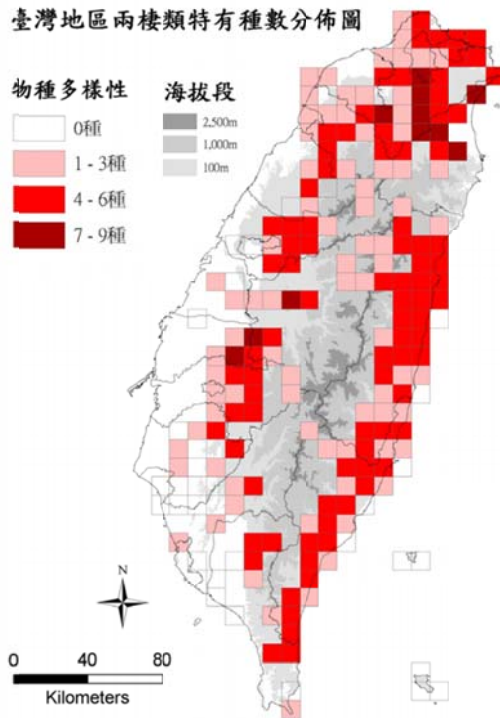 臺灣地區兩棲類特有種數分佈圖
物種多樣性
0種
1 - 3種
4 - 6種
7 - 9種
海拔段
2,500m
1,000m
100m
N
0 40 80
Kilometers